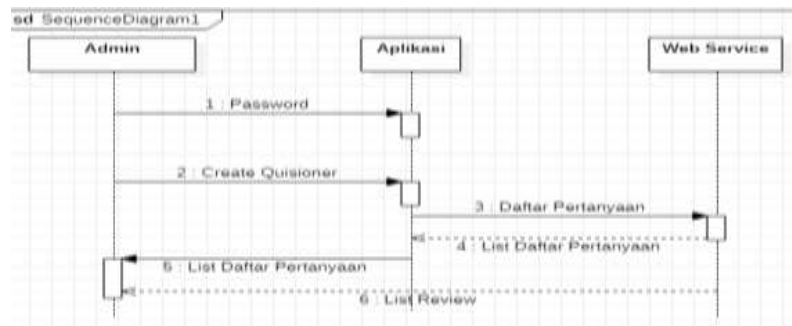 sd SequenceDiagram1
Admin
Aplikasi
Web Service
1 : Password
2 : Create Quisioner
3 : Daftar Pertanyaan
4 : List Daftar Pertanyaan
5 : List Daftar Pertanyaan
6 : List Review